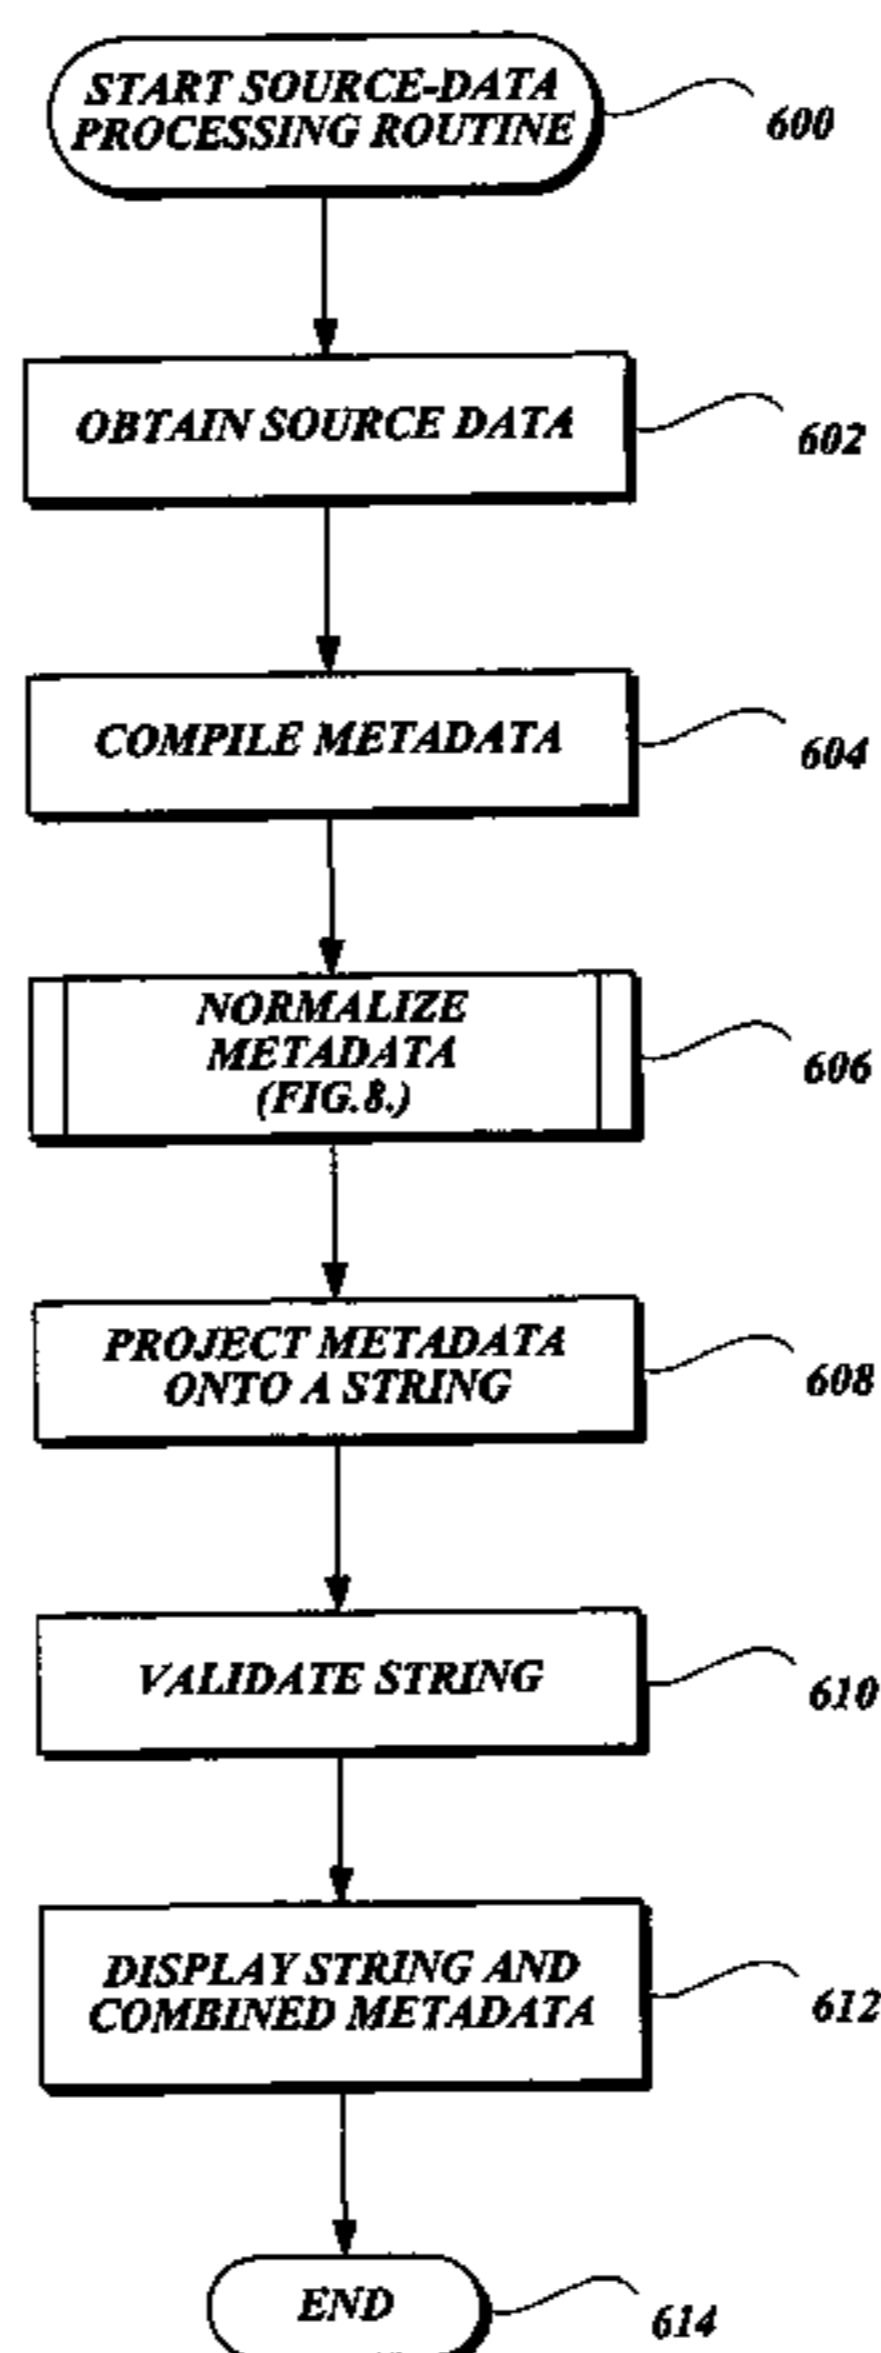 START SOURCE-DATA
PROCESSING ROUTINE
600
OBTAIN SOURCE DATA
602
COMPILE METADATA
604
NORMALIZE
METADATA
(FIG.8.)
606
PROJECT METADATA
ONTO A STRING
608
VALIDATE STRING
610
DISPLAY STRING AND
COMBINED METADATA
612
END
614